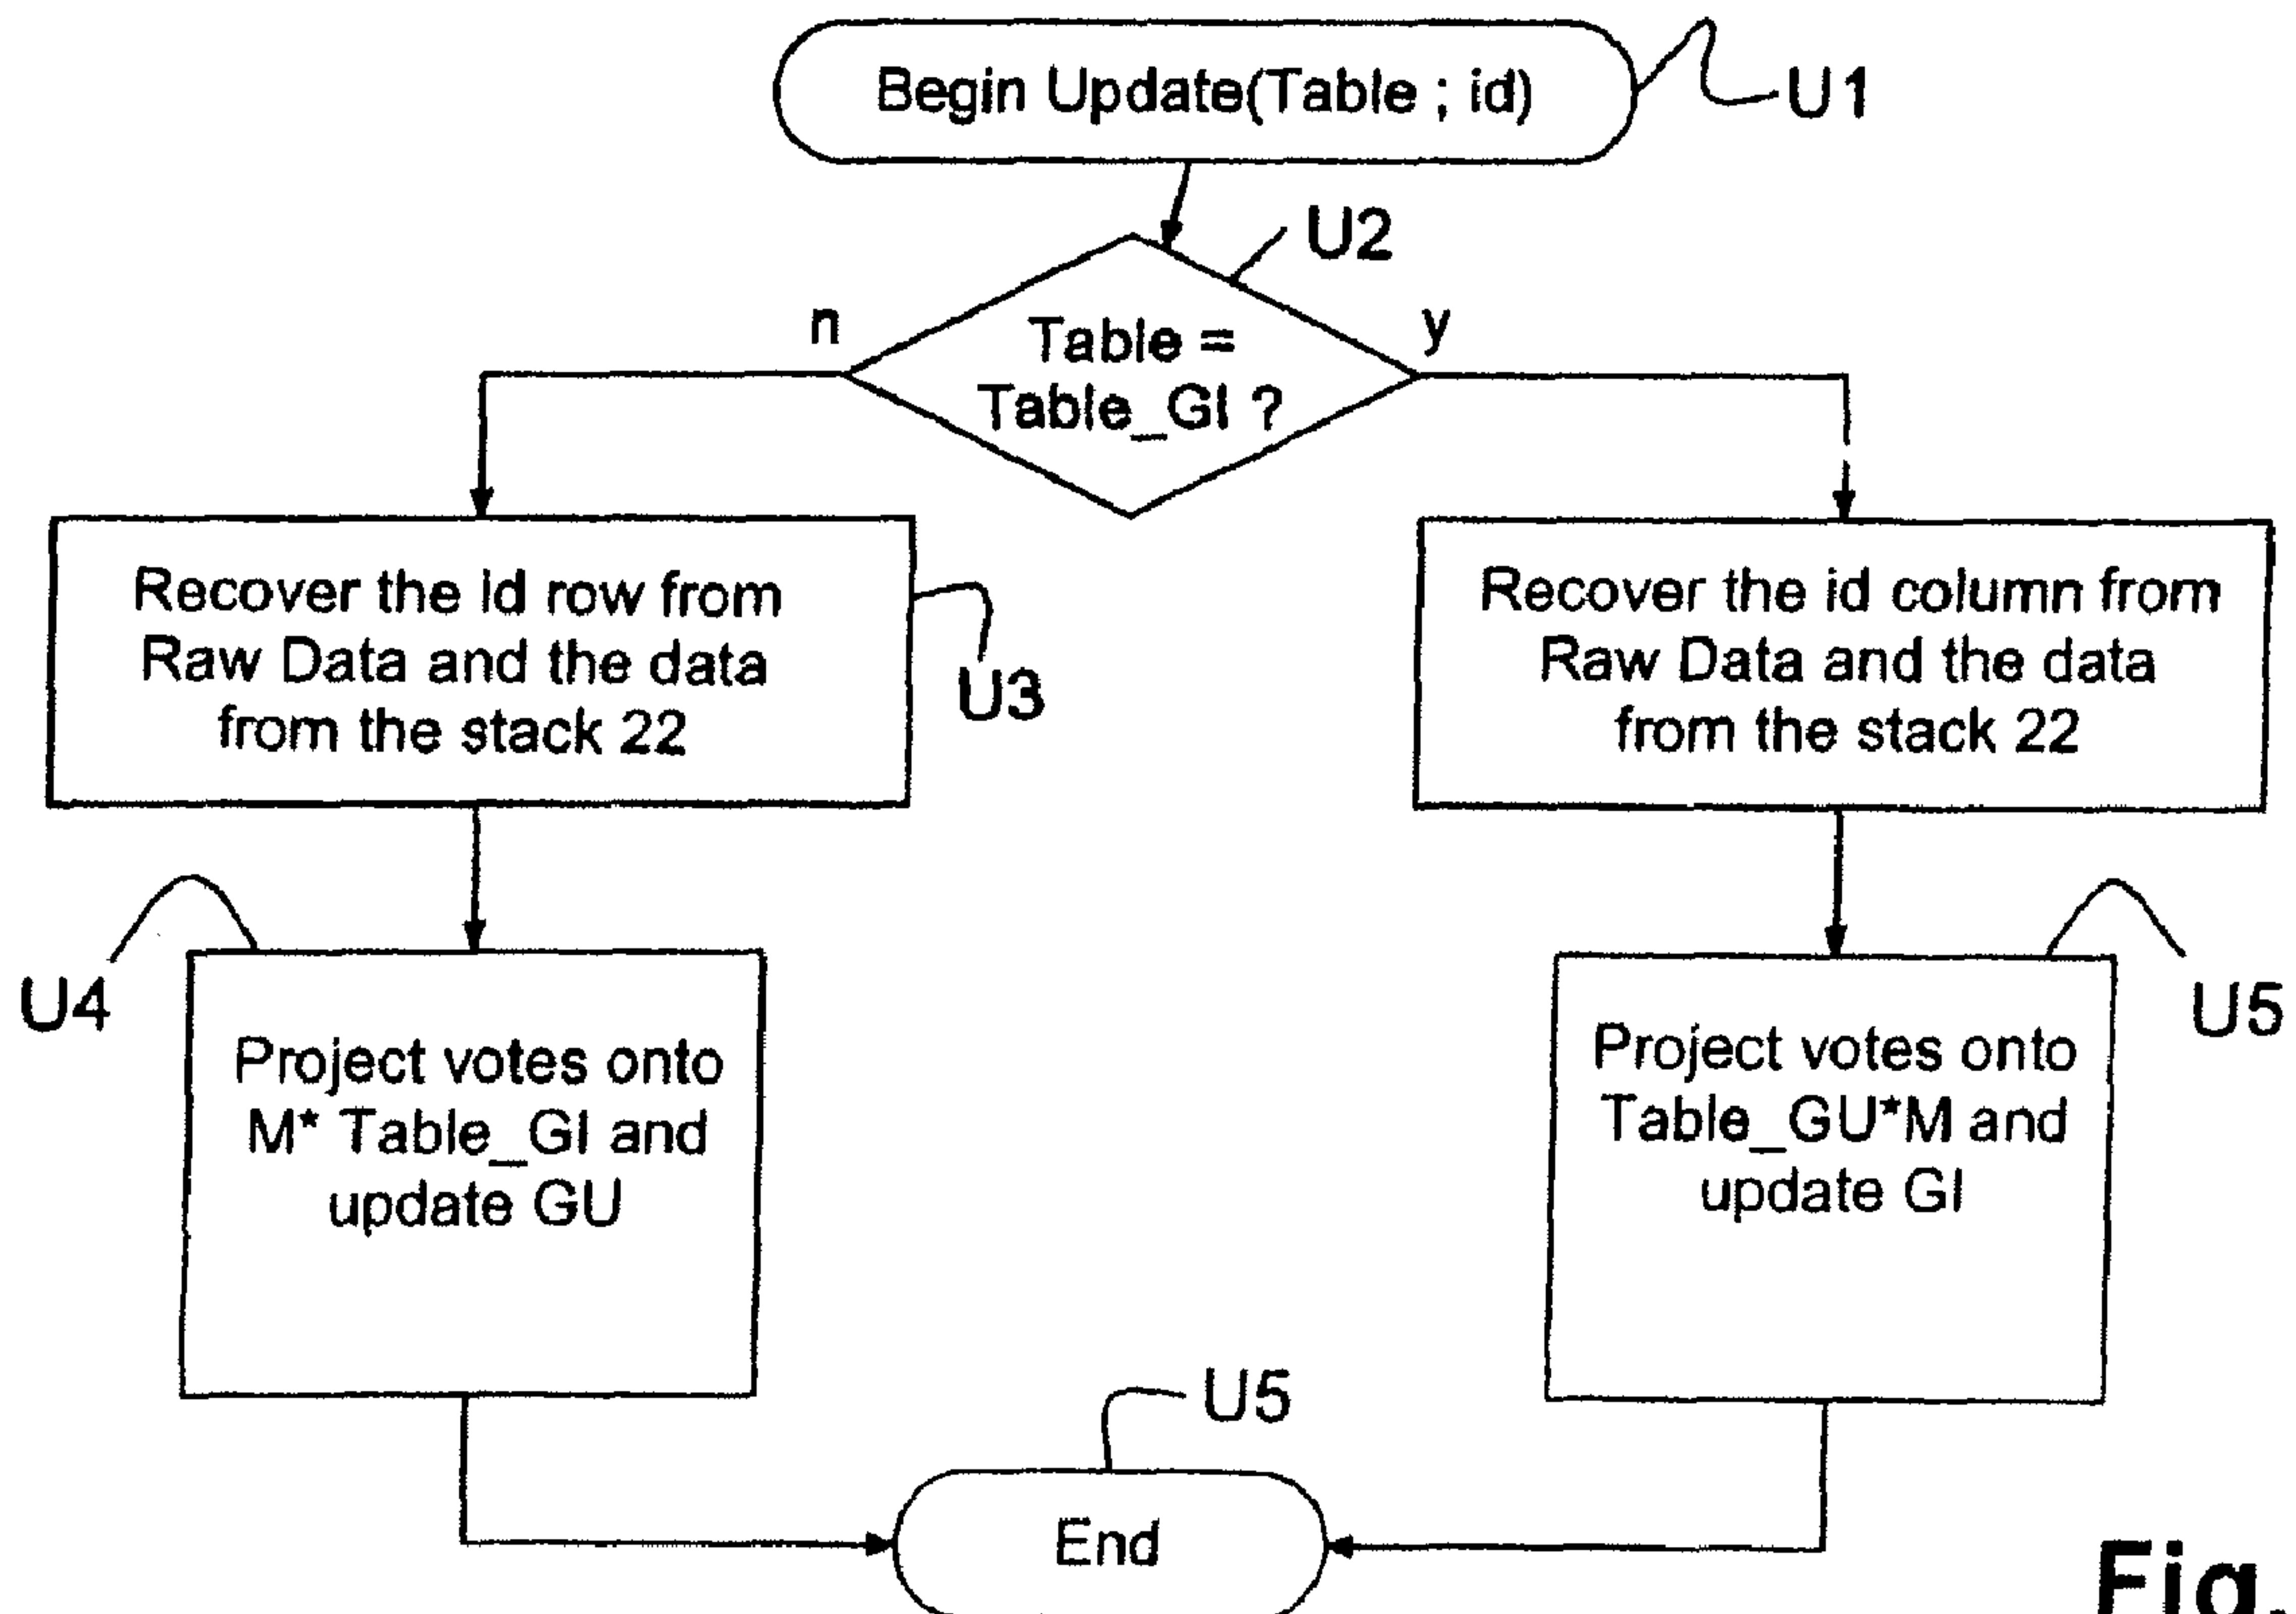 Begin Update(Table ; id)
U1
U2
n
y
Table =
Table_GI ?
Recover the id row from
Raw Data and the data
from the stack 22
U3
Recover the id column from
Raw Data and the data
from the stack 22
U4
Project votes onto
M* Table_GI and
update GU
U5
Project votes onto
Table_GU*M and
update GI
U5
End
Fig.